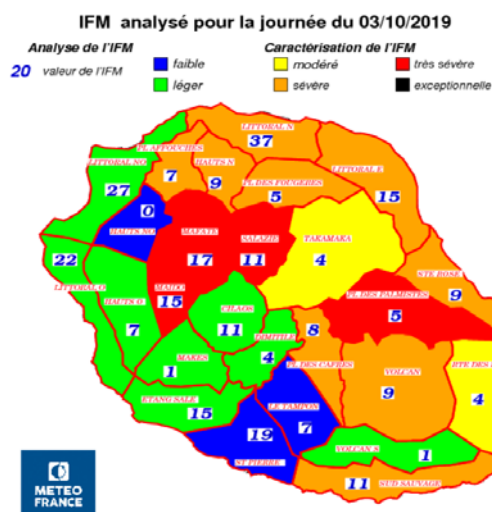 IFM analysé pour la journée du 03/10/2019
Analyse de l'IFM
Caractérisation de l'IFM
20 valeur de l'IFM
faible
modéré
très sévère
léger
sévère
exceptionnelle
LITTORAL N
37
PL AFFOUCHES
LITTORAL NO
HAUTS N
7
9
PL DES FOUGERES
LITTORAL E
27
5
15
0
HAUTS NO
MAFATE
SALAZIE
TAKAMAKA
22
17
11
4
STE ROSE
LITTORAL O
HAUTS O
MAIDO
15
PL DES PALMISTES
9
CILAOS
5
7
11
8
DIMITILE
MAKES
4
PL DES CAFRES
VOLCAN
1
9
4
ETANG SALE
15
LE TAMPON
19
7
VOLCAN S
1
ST PIERRE
11
SUD SAUVAGE
METEO
FRANCE